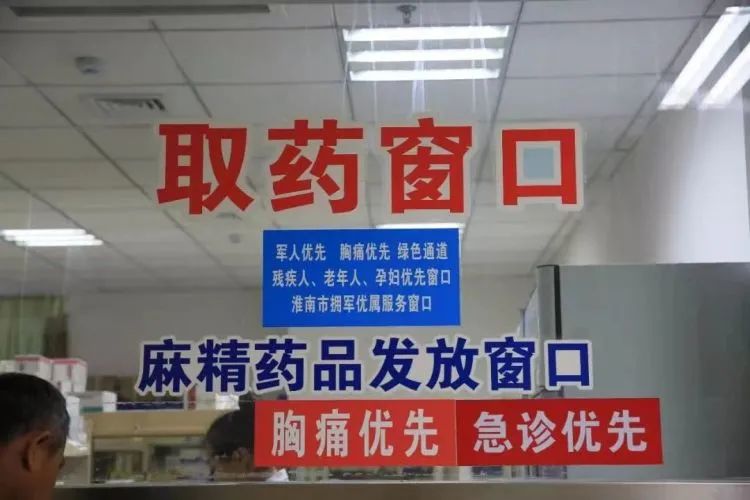 取药窗口
军人优先 胸痛优先 绿色通道
残疾人、老年人、孕妇优先窗口
淮南市拥军优属服务窗口
麻精药品发放窗口
胸痛优先 急诊优先